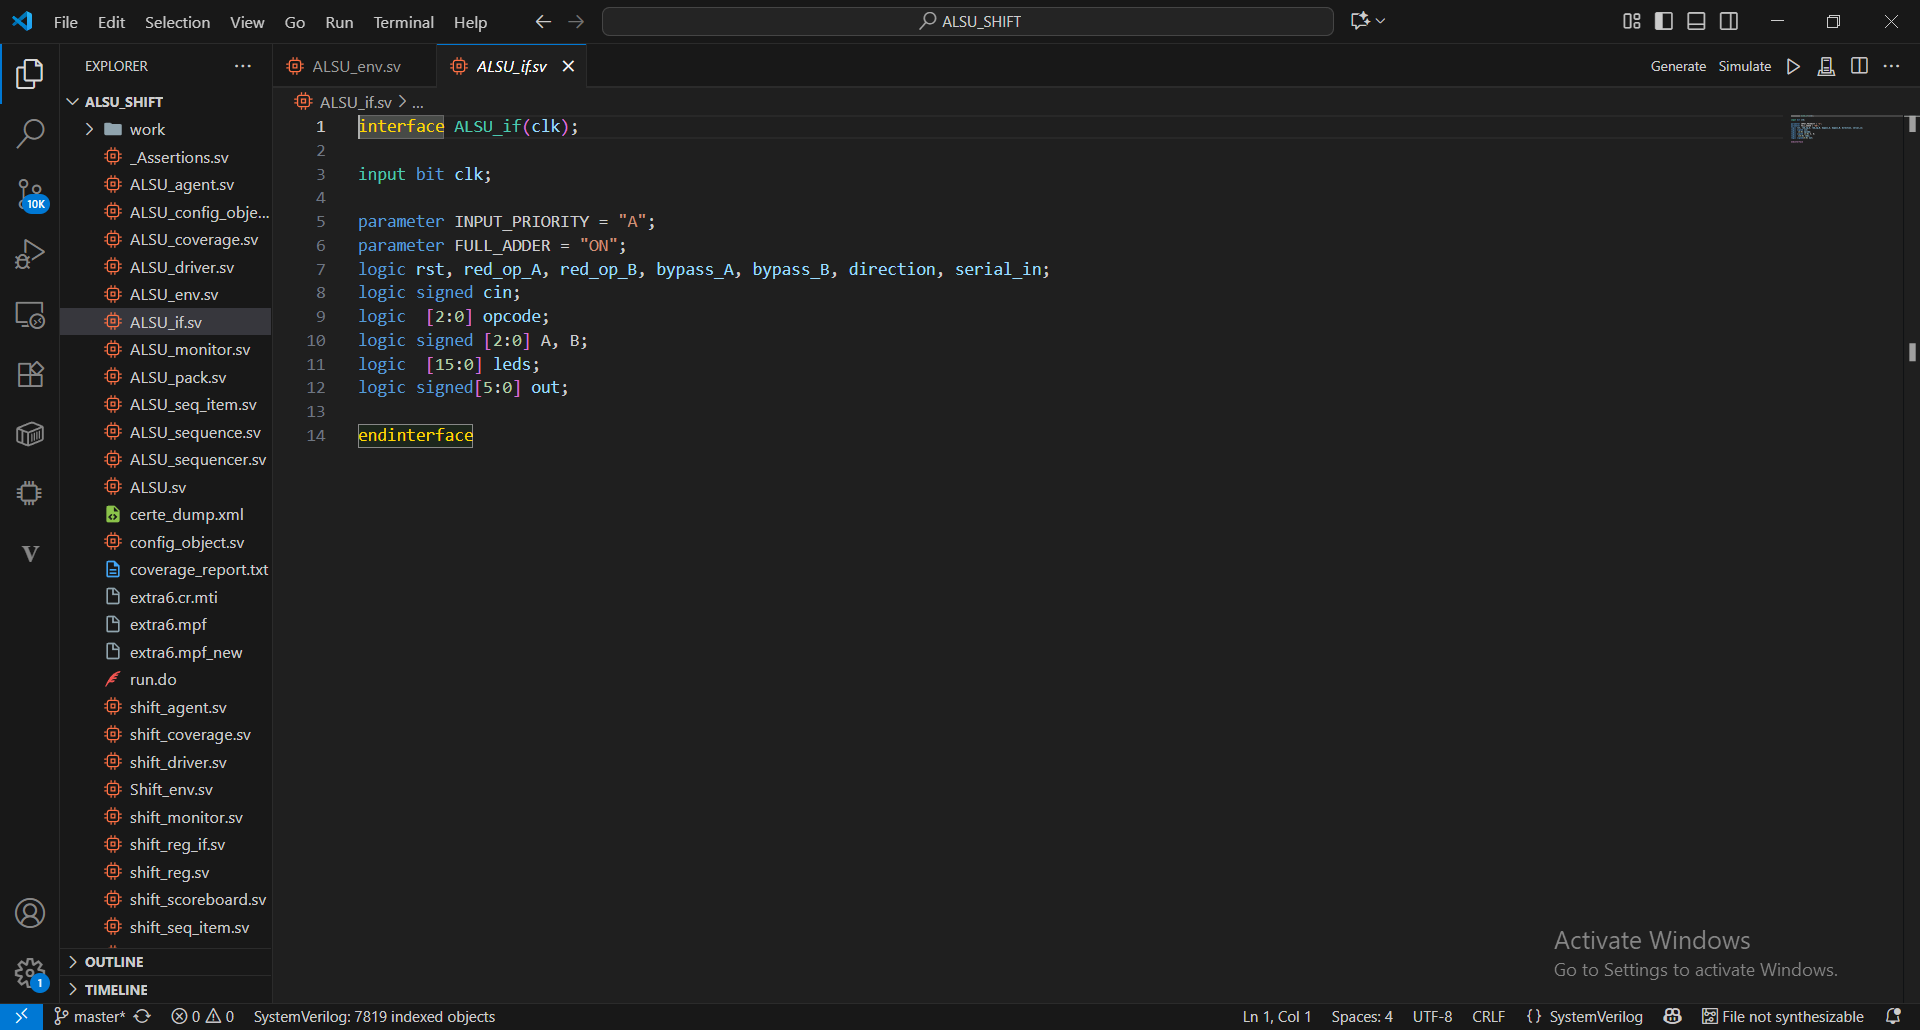 File Edit Selection View Go Run Terminal Help
ALSU_SHIFT
EXPLORER
ALSU_env.sv
ALSU_if.sv
Generate Simulate
ALSU_SHIFT
ALSU_if.sv > ...
work
_Assertions.sv
ALSU_agent.sv
ALSU_config_obje...
ALSU_coverage.sv
ALSU_driver.sv
ALSU_env.sv
ALSU_if.sv
ALSU_monitor.sv
ALSU_pack.sv
ALSU_seq_item.sv
ALSU_sequence.sv
ALSU_sequencer.sv
ALSU.sv
certe_dump.xml
config_object.sv
coverage_report.txt
extra6.cr.mti
extra6.mpf
extra6.mpf_new
run.do
shift_agent.sv
shift_coverage.sv
shift_driver.sv
Shift_env.sv
shift_monitor.sv
shift_reg_if.sv
shift_reg.sv
shift_scoreboard.sv
shift_seq_item.sv
OUTLINE
TIMELINE
10K
1
1 interface ALSU_if(clk);
2
3 input bit clk;
4
5 parameter INPUT_PRIORITY = "A";
6 parameter FULL_ADDER = "ON";
7 logic rst, red_op_A, red_op_B, bypass_A, bypass_B, direction, serial_in;
8 logic signed cin;
9 logic  [2:0] opcode;
10 logic signed [2:0] A, B;
11 logic  [15:0] leds;
12 logic signed[5:0] out;
13
14 endinterface
Activate Windows
Go to Settings to activate Windows.
master* 0 0 SystemVerilog: 7819 indexed objects
Ln 1, Col 1 Spaces: 4 UTF-8 CRLF {} SystemVerilog File not synthesizable